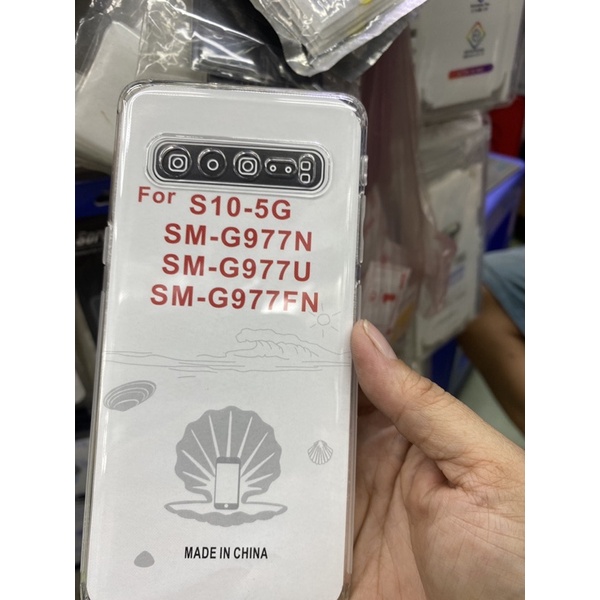 For S10-5G
SM-G977N
SM-G977U
SM-G977FN
MADE IN CHINA